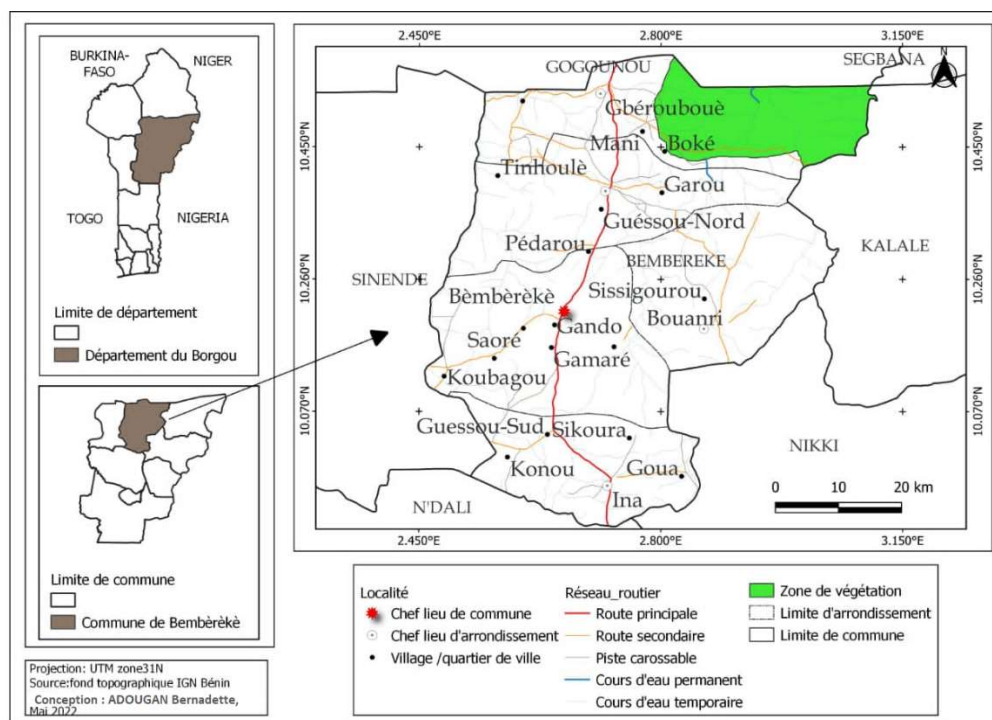 BURKINA-
FASO
NIGER
TOGO
NIGERIA
Limite de département
Département du Borgou
Limite de commune
Commune de Bembèrèkè
Projection: UTM zone31N
Source:fond topographique IGN Bénin
Conception : ADOUGAN Bernadette,
Mai 2022
2.450°E
2.800°E
3.150°E
GOGOUNOU
SEGBANA
N
10.450°N
10.450°N
Gbéroubouè
Mani
Boké
Tinhoulè
Garou
Guéssou-Nord
Pédarou
KALALE
10.260°N
10.260°N
SINENDE
BEMBEREKE
Bèmbèrèkè
Sissigourou
Bouanri
Gando
Saoré
Gamaré
Koubagou
10.070°N
10.070°N
Guessou-Sud
Sikoura
NIKKI
Konou
Goua
Ina
N'DALI
0
10
20 km
2.450°E
2.800°E
3.150°E
Localité
Chef lieu de commune
Chef lieu d'arrondissement
Village /quartier de ville
Réseau_routier
Route principale
Route secondaire
Piste carossable
Cours d'eau permanent
Cours d'eau temporaire
Zone de végétation
Limite d'arrondissement
Limite de commune